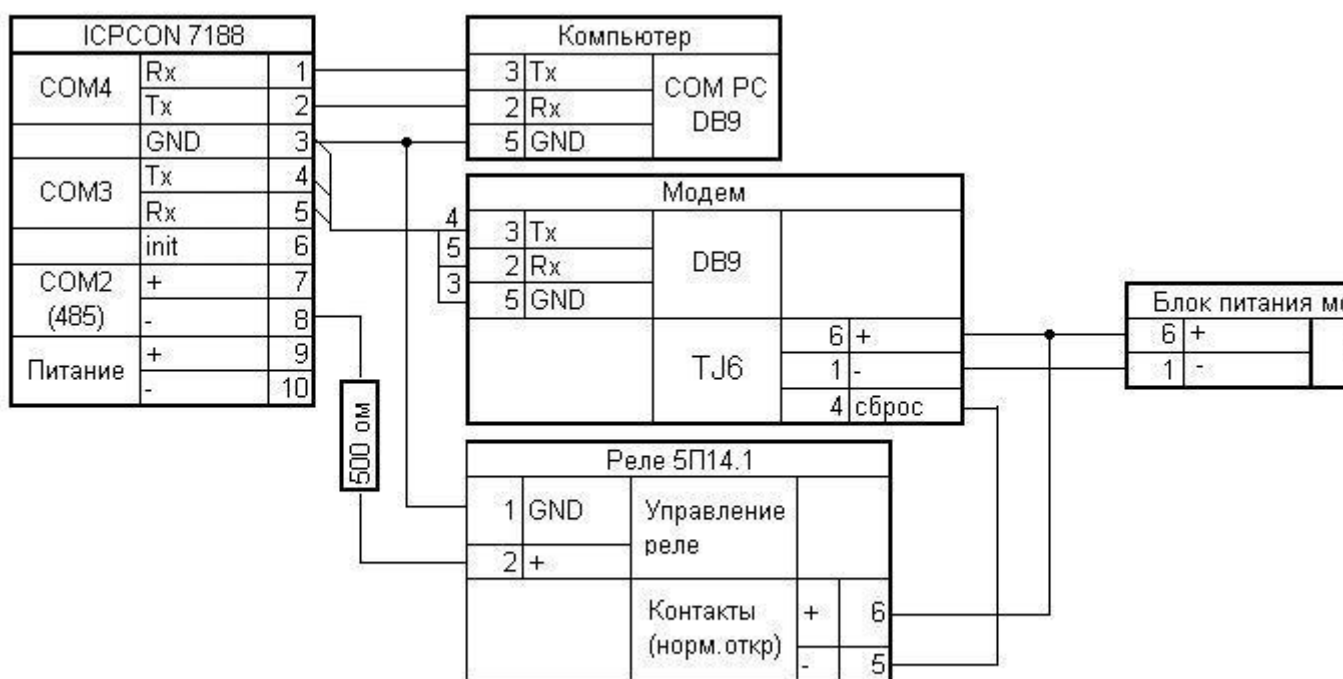 ICPCON 7188
COM4
Rx
1
Tx
2
GND
3
COM3
Tx
4
Rx
5
init
6
COM2
(485)
+
7
-
8
Питание
+
9
-
10
500 ом
Компьютер
3 Tx
2 Rx
5 GND
COM PC
DB9
Модем
4
5
3
3 Tx
2 Rx
5 GND
DB9
TJ6
6 +
1 -
4 сброс
Блок питания мо
6 +
1 -
Реле 5П14.1
1 GND
2 +
Управление
реле
Контакты
(норм.откр)
+ 6
- 5